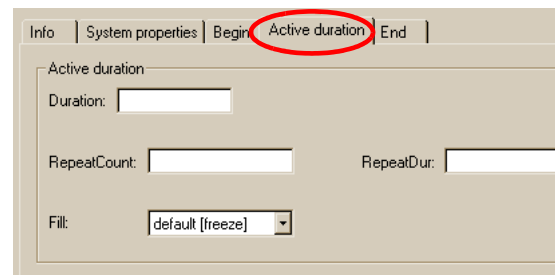 Info System properties Begin Active duration End
Active duration
Duration:
RepeatCount: RepeatDur:
Fill: default [freeze]